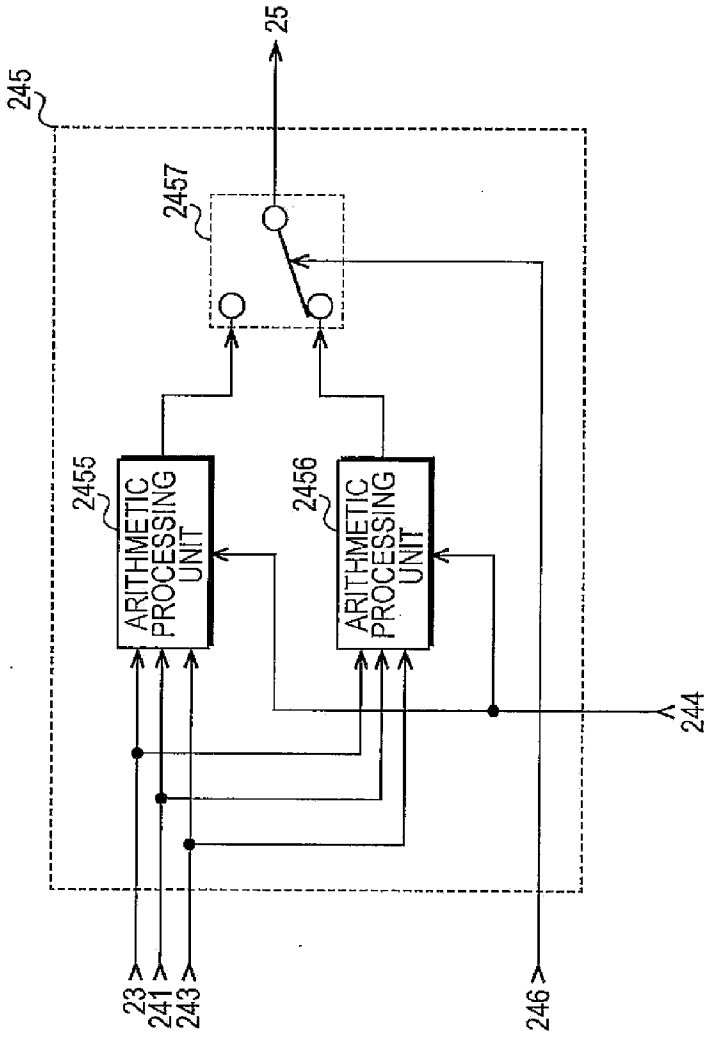 245
25
2457
2455
ARITHMETIC
PROCESSING
UNIT
2456
ARITHMETIC
PROCESSING
UNIT
23
241
243
244
246